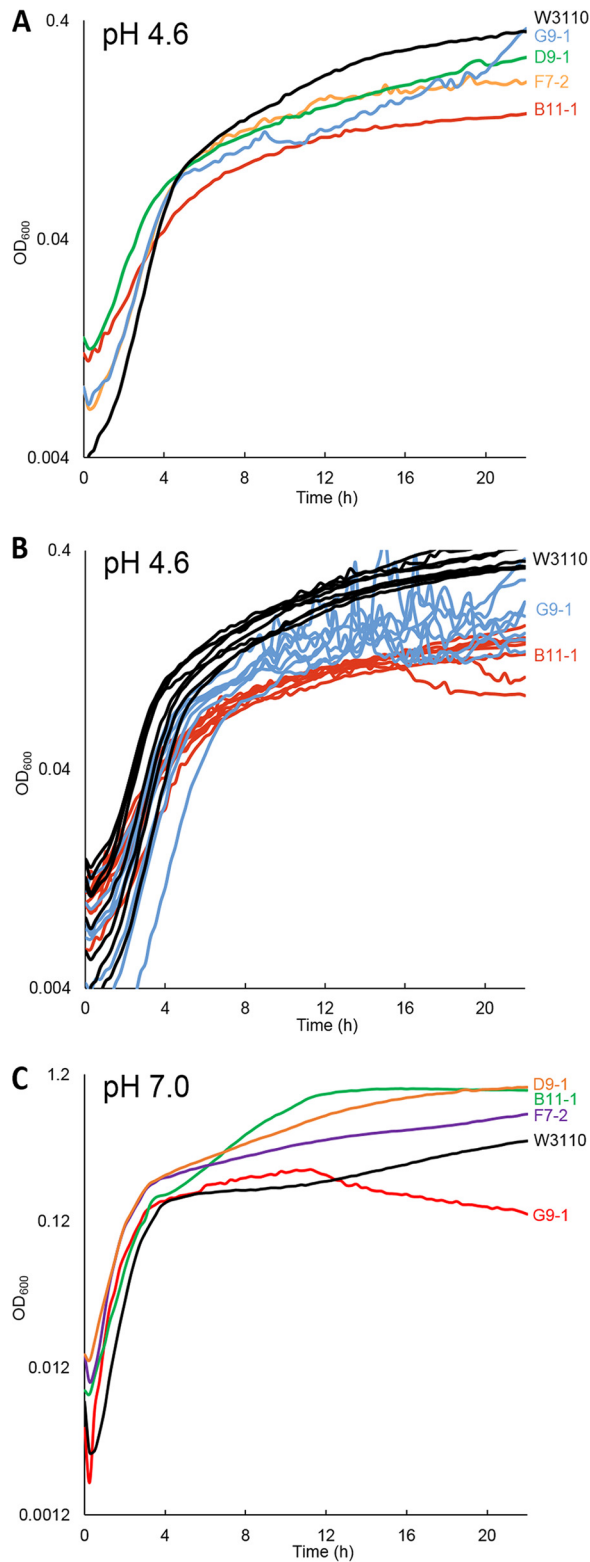 A
pH 4.6
0.4
0.04
0.004
OD600
0 4 8 12 16 20
Time (h)
W3110
G9-1
D9-1
F7-2
B11-1
B
pH 4.6
0.4
0.04
0.004
OD600
0 4 8 12 16 20
Time (h)
W3110
G9-1
B11-1
C
pH 7.0
1.2
0.12
0.012
0.0012
OD600
0 4 8 12 16 20
Time (h)
D9-1
B11-1
F7-2
W3110
G9-1